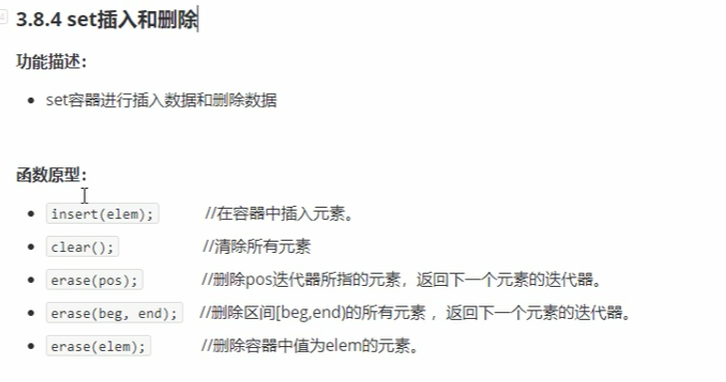 3.8.4 set插入和删除
功能描述：
set容器进行插入数据和删除数据
函数原型：
insert(elem); //在容器中插入元素。
clear(); //清除所有元素
erase(pos); //删除pos迭代器所指的元素，返回下一个元素的迭代器。
erase(beg, end); //删除区间[beg,end)的所有元素 ，返回下一个元素的迭代器。
erase(elem); //删除容器中值为elem的元素。